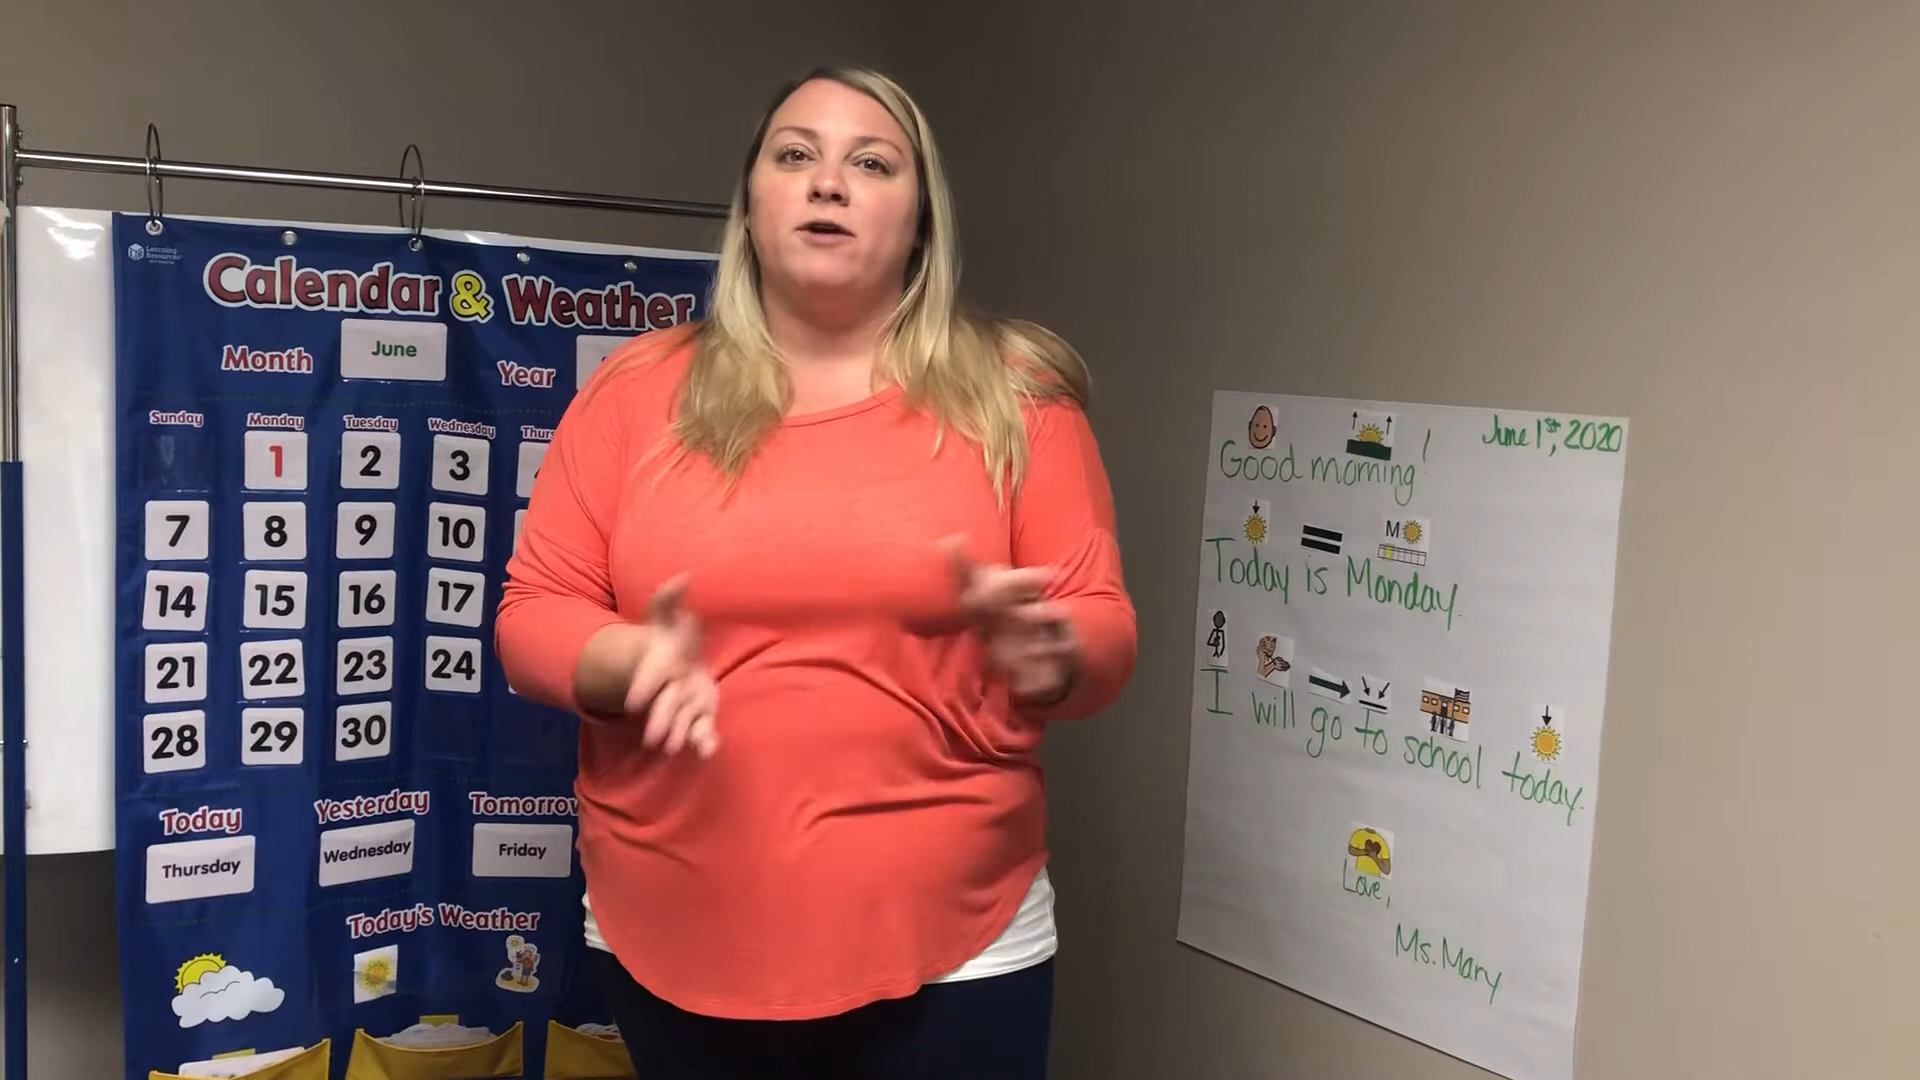 Learning Resources
Calendar & Weather
Month June Year
Sunday Monday Tuesday Wednesday
1 2 3
7 8 9 10
14 15 16 17
21 22 23 24
28 29 30
Today Yesterday
Thursday Wednesday Friday
Today's Weather
June 1st, 2020
Good morning!
M
Today is Monday.
I will go to school today.
Love,
Ms. Mary